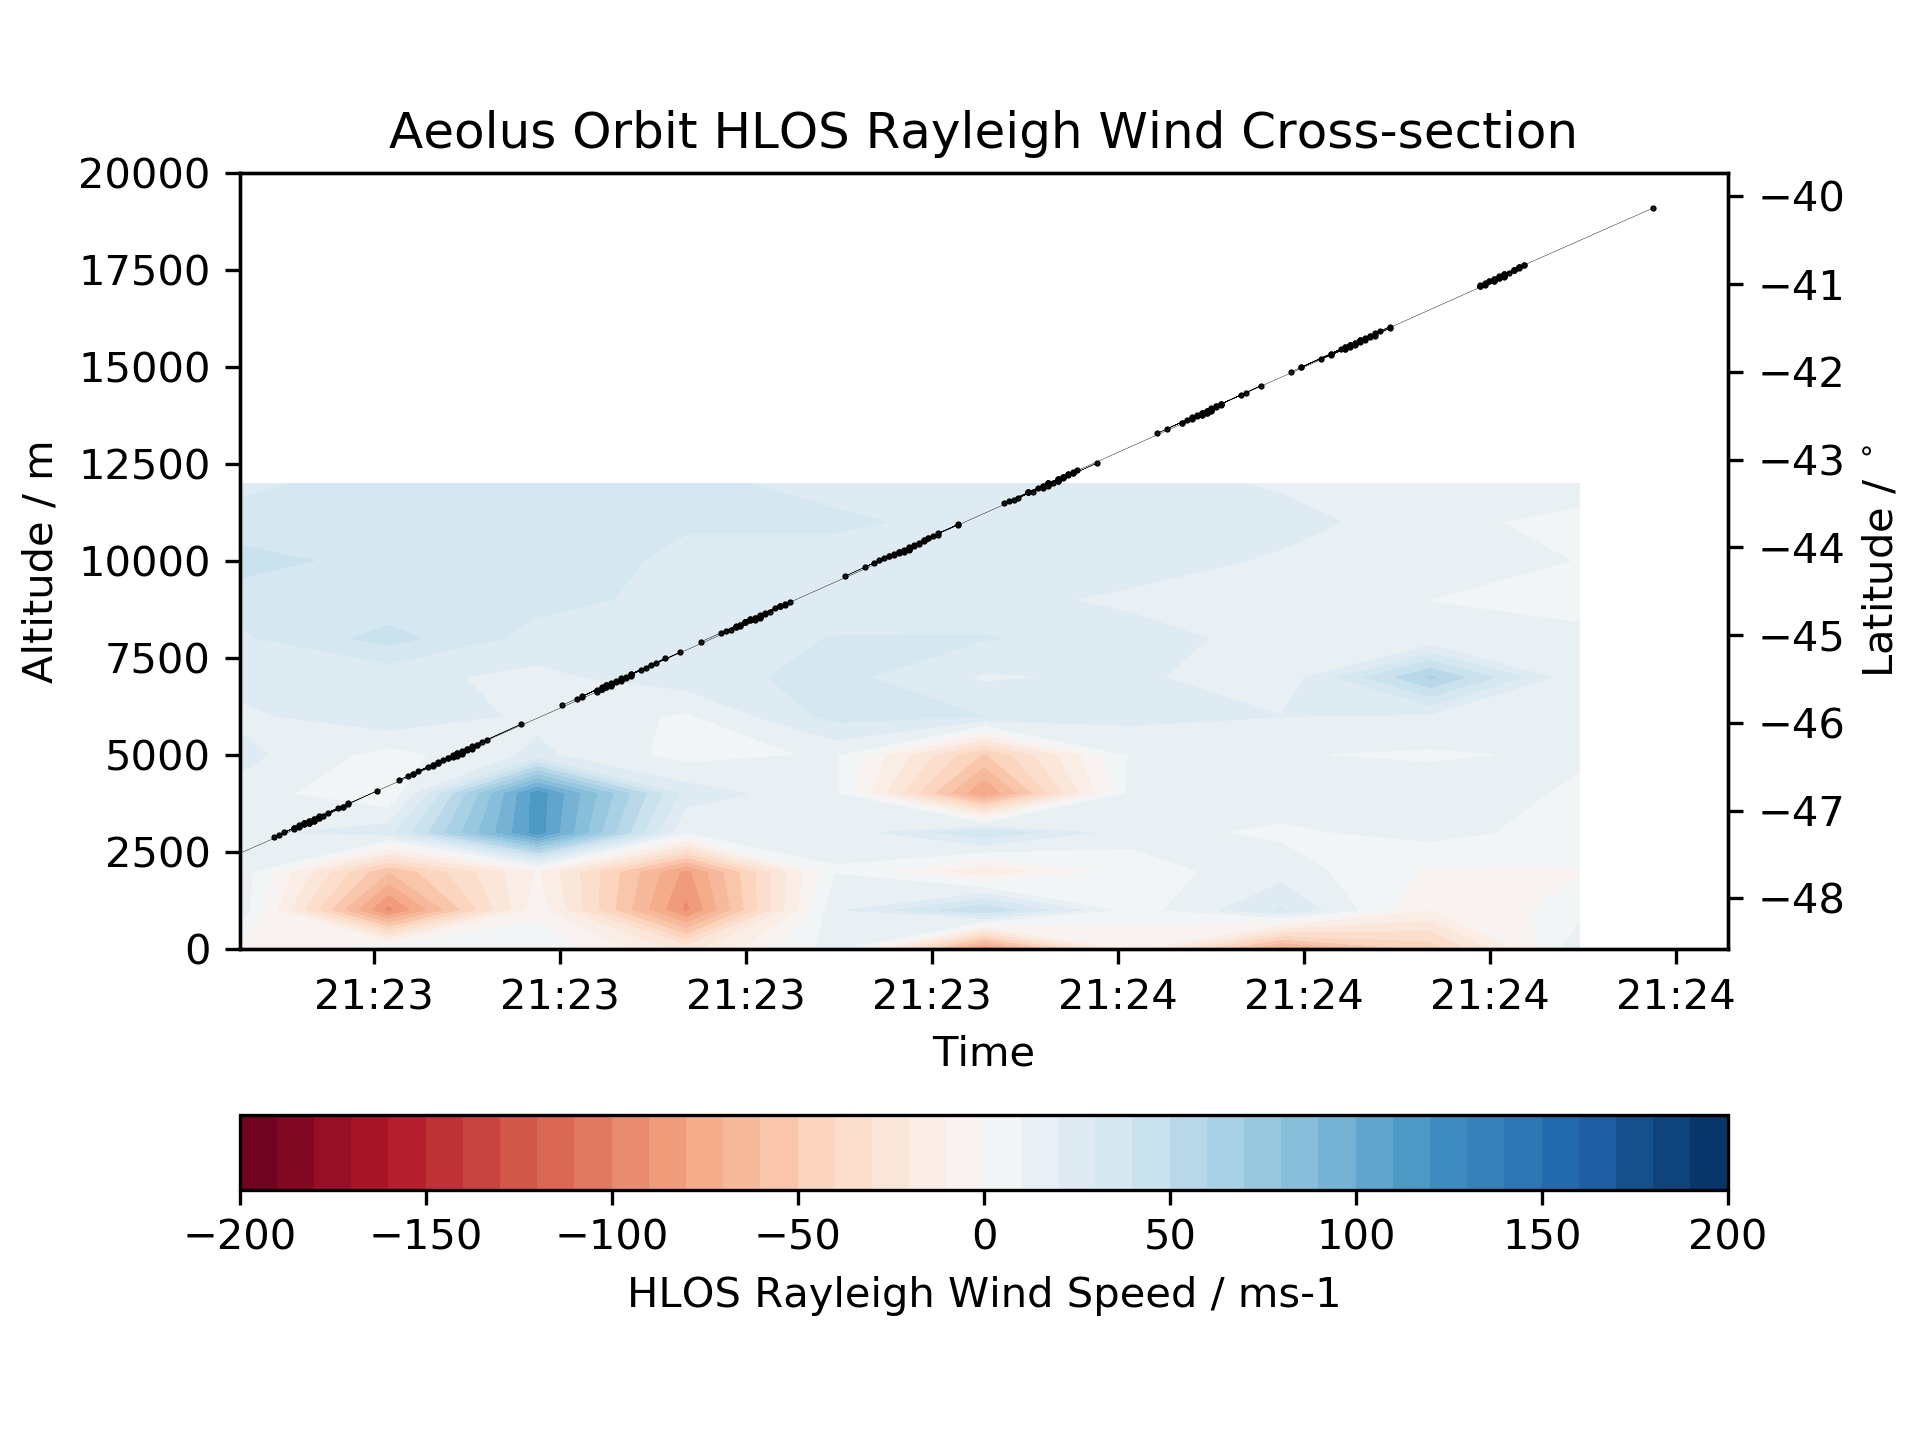 Aeolus Orbit HLOS Rayleigh Wind Cross-section
20000
17500
15000
12500
10000
7500
5000
2500
0
Altitude / m
−40
−41
−42
−43
−44
−45
−46
−47
−48
Latitude / °
21:23 21:23 21:23 21:23 21:24 21:24 21:24 21:24
Time
−200 −150 −100 −50 0 50 100 150 200
HLOS Rayleigh Wind Speed / ms-1